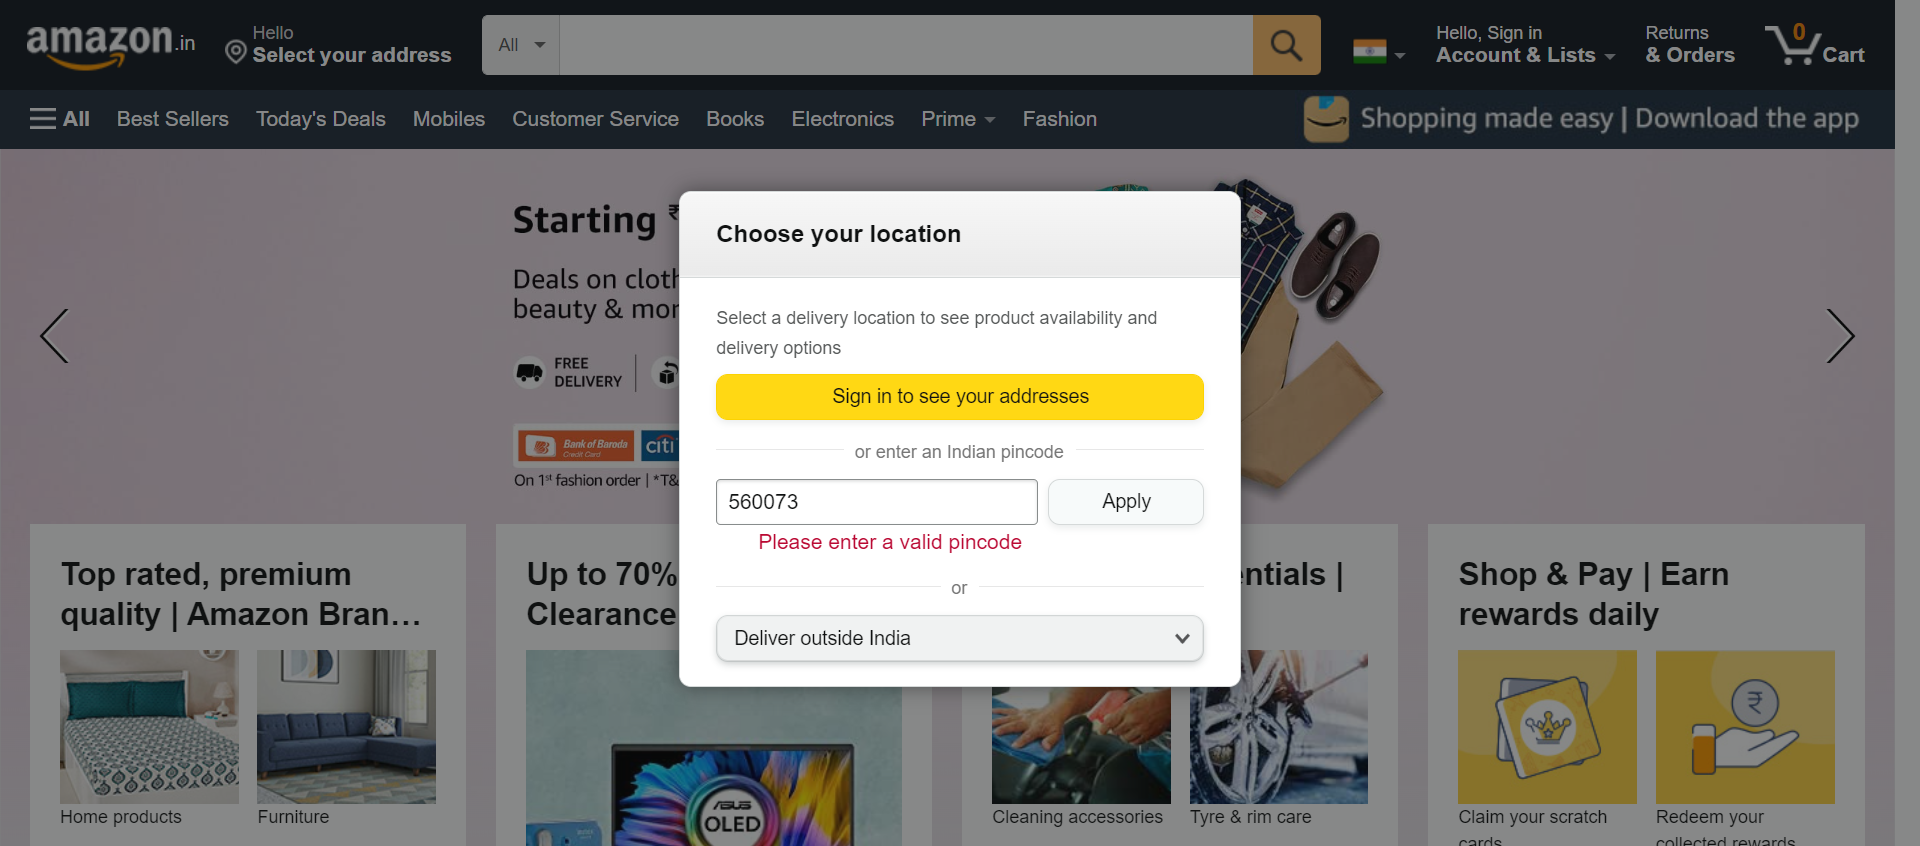 amazon.in
Hello
Select your address
All
Hello, Sign in
Account & Lists
Returns
& Orders
0
Cart
All
Best Sellers
Today's Deals
Mobiles
Customer Service
Books
Electronics
Prime
Fashion
Shopping made easy | Download the app
Starting ₹
Deals on cloth
beauty & mor
FREE
DELIVERY
Bank of Baroda
Credit Card
citi
On 1st fashion order | *T&
Choose your location
Select a delivery location to see product availability and
delivery options
Sign in to see your addresses
or enter an Indian pincode
560073
Apply
Please enter a valid pincode
or
Deliver outside India
Top rated, premium
quality | Amazon Bran…
Home products
Furniture
Up to 70%
Clearance
ASUS
OLED
entials |
Cleaning accessories
Tyre & rim care
Shop & Pay | Earn
rewards daily
₹
Claim your scratch
cards
Redeem your
collected rewards